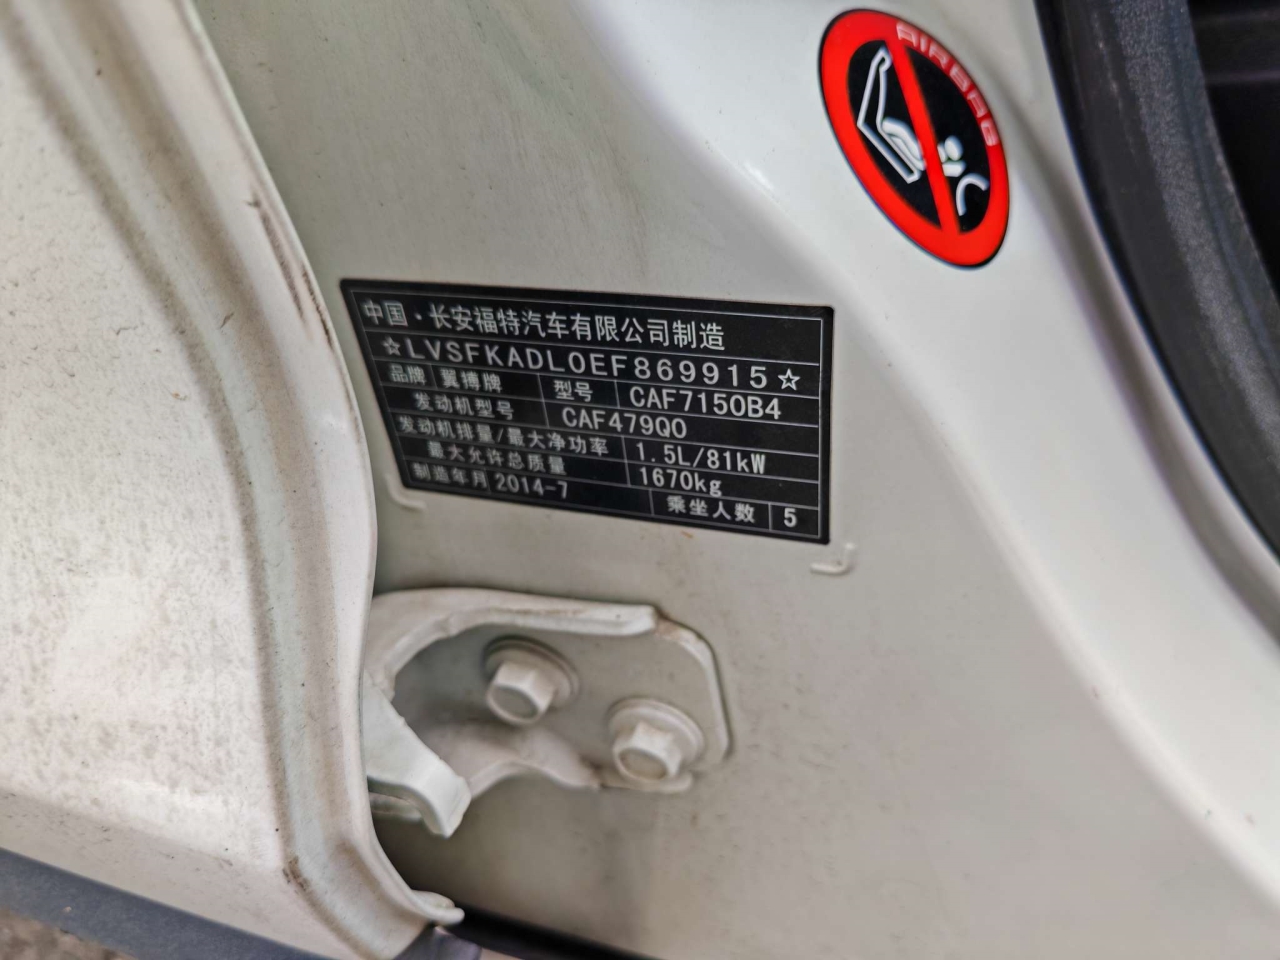 AIRBAG
中国·长安福特汽车有限公司制造
☆LVSFKADL0EF869915☆
品牌 翼搏牌 型号 CAF7150B4
发动机型号 CAF479Q0
发动机排量/最大净功率 1.5L/81kW
最大允许总质量 1670kg
制造年月 2014-7 乘坐人数 5